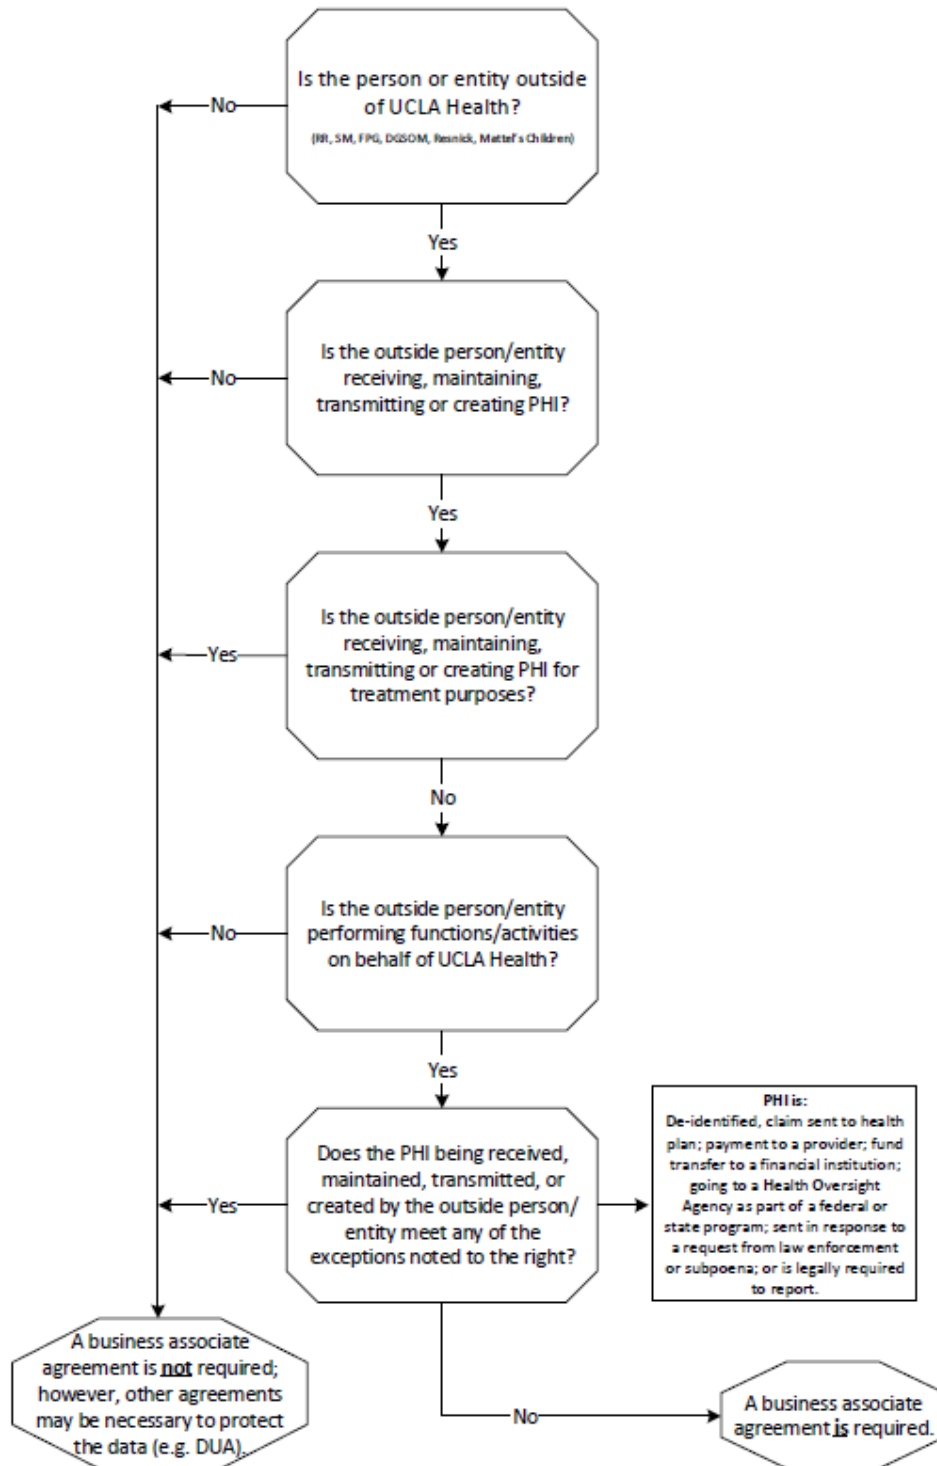 Is the person or entity outside
of UCLA Health?
(RR, SM, FPG, DGSOM, Resnick, Mattel's Children)
No
Yes
Is the outside person/entity
receiving, maintaining,
transmitting or creating PHI?
No
Yes
Is the outside person/entity
receiving, maintaining,
transmitting or creating PHI for
treatment purposes?
Yes
No
Is the outside person/entity
performing functions/activities
on behalf of UCLA Health?
No
Yes
Does the PHI being received,
maintained, transmitted, or
created by the outside person/
entity meet any of the
exceptions noted to the right?
Yes
PHI is:
De-identified, claim sent to health
plan; payment to a provider; fund
transfer to a financial institution;
going to a Health Oversight
Agency as part of a federal or
state program; sent in response to
a request from law enforcement
or subpoena; or is legally required
to report.
A business associate
agreement is not required;
however, other agreements
may be necessary to protect
the data (e.g. DUA).
No
A business associate
agreement is required.